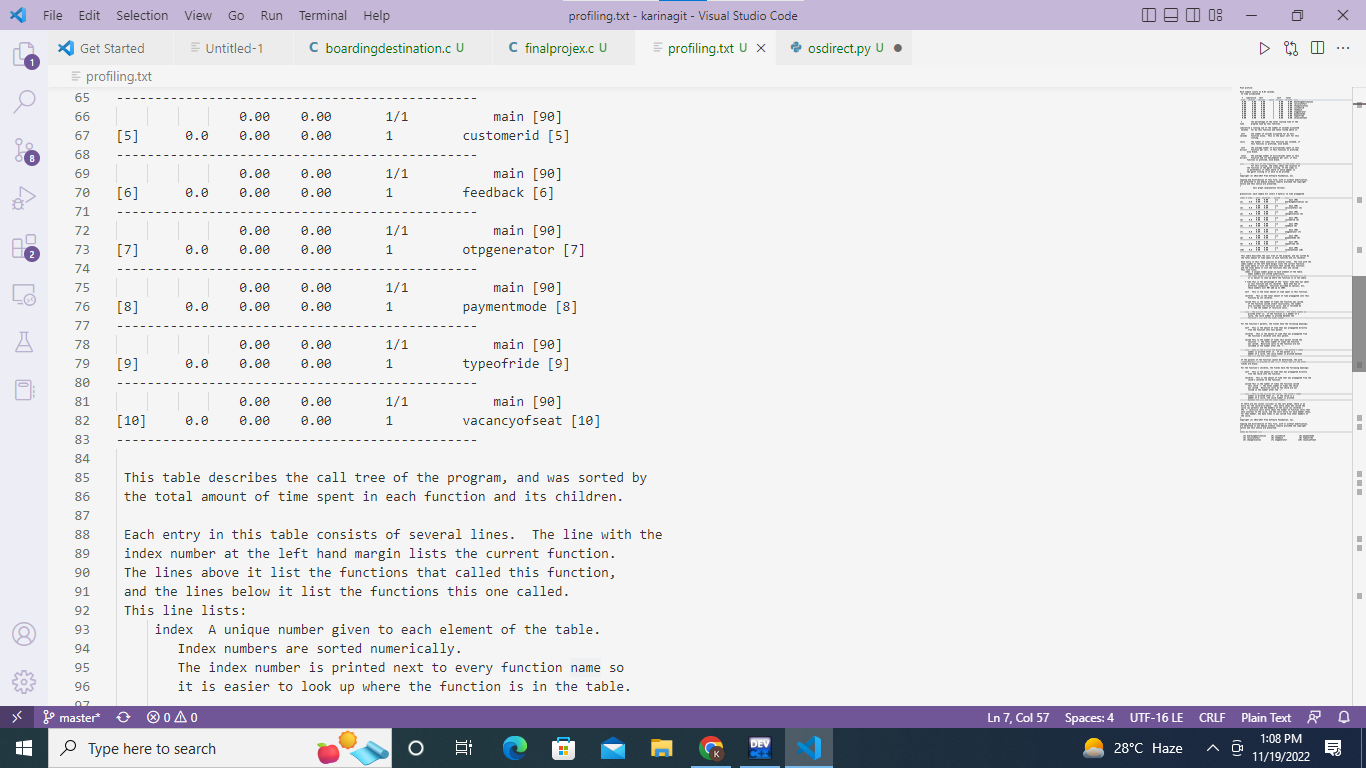 File Edit Selection View Go Run Terminal Help profiling.txt - karinagit - Visual Studio Code
Get Started Untitled-1 C boardingdestination.c U C finalprojex.c U profiling.txt U osdirect.py U
profiling.txt
65 -----------------------------------------------
66 0.00 0.00 1/1 main [90]
67 [5] 0.0 0.00 0.00 1 customerid [5]
68 -----------------------------------------------
69 0.00 0.00 1/1 main [90]
70 [6] 0.0 0.00 0.00 1 feedback [6]
71 -----------------------------------------------
72 0.00 0.00 1/1 main [90]
73 [7] 0.0 0.00 0.00 1 otpgenerator [7]
74 -----------------------------------------------
75 0.00 0.00 1/1 main [90]
76 [8] 0.0 0.00 0.00 1 paymentmode [8]
77 -----------------------------------------------
78 0.00 0.00 1/1 main [90]
79 [9] 0.0 0.00 0.00 1 typeofride [9]
80 -----------------------------------------------
81 0.00 0.00 1/1 main [90]
82 [10] 0.0 0.00 0.00 1 vacancyofseat [10]
83 -----------------------------------------------
84
85 This table describes the call tree of the program, and was sorted by
86 the total amount of time spent in each function and its children.
87
88 Each entry in this table consists of several lines.  The line with the
89 index number at the left hand margin lists the current function.
90 The lines above it list the functions that called this function,
91 and the lines below it list the functions this one called.
92 This line lists:
93 index  A unique number given to each element of the table.
94 Index numbers are sorted numerically.
95 The index number is printed next to every function name so
96 it is easier to look up where the function is in the table.
97
1
8
2
master* 0 0 Ln 7, Col 57 Spaces: 4 UTF-16 LE CRLF Plain Text
Type here to search K DEV 28°C Haze 1:08 PM
11/19/2022